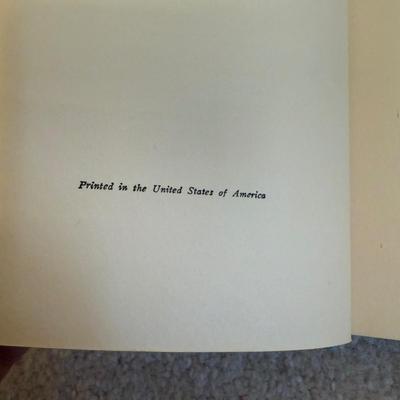 Printed in the United States of America